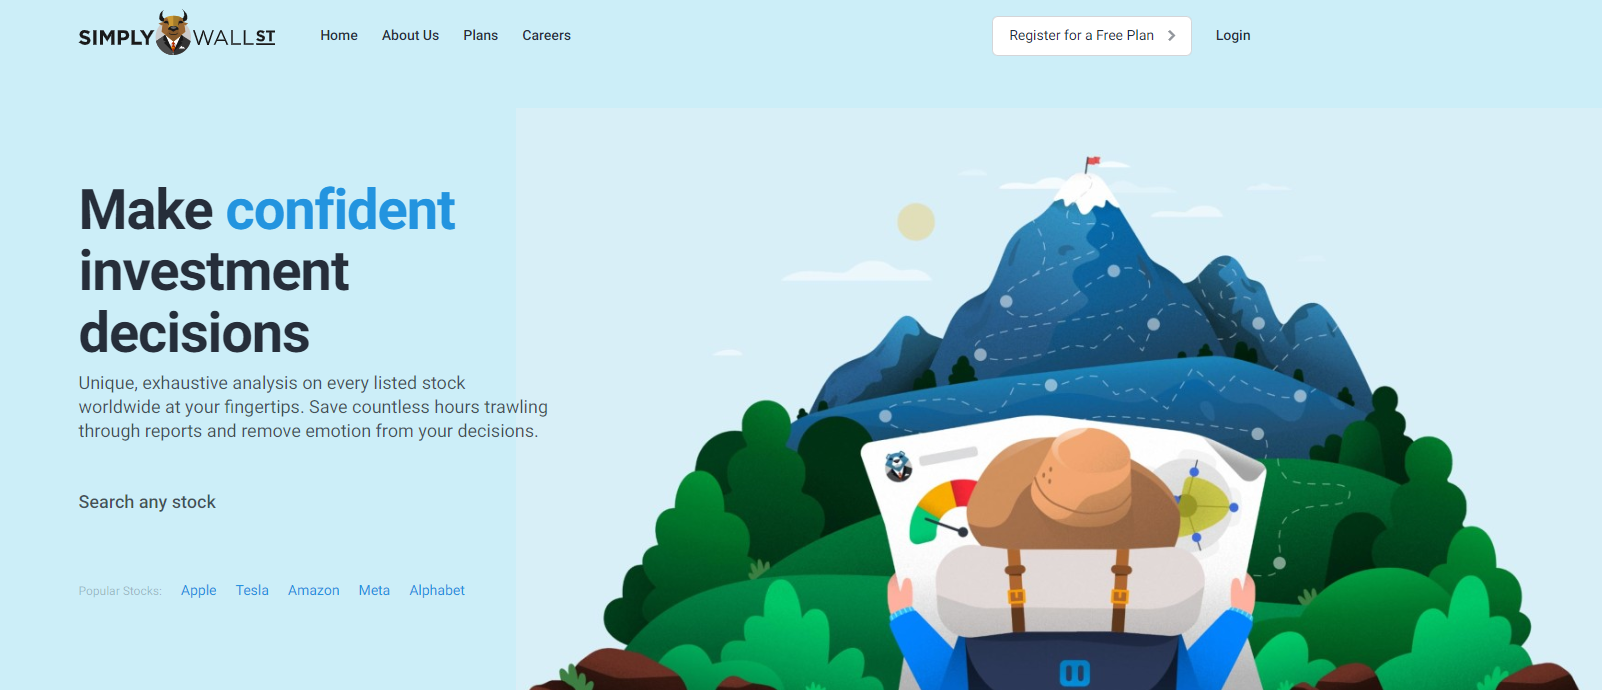 SIMPLY WALLST
Home
About Us
Plans
Careers
Register for a Free Plan
Login
Make confident
investment
decisions
Unique, exhaustive analysis on every listed stock
worldwide at your fingertips. Save countless hours trawling
through reports and remove emotion from your decisions.
Search any stock
Popular Stocks:
Apple
Tesla
Amazon
Meta
Alphabet